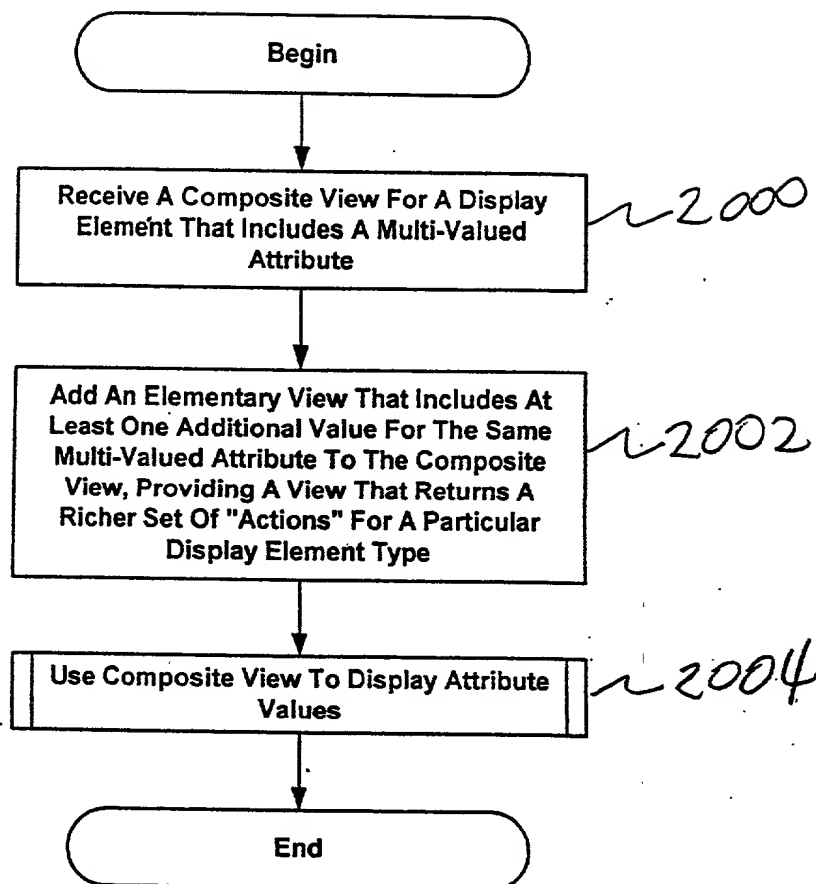 Begin
Receive A Composite View For A Display
Element That Includes A Multi-Valued
Attribute
2000
Add An Elementary View That Includes At
Least One Additional Value For The Same
Multi-Valued Attribute To The Composite
View, Providing A View That Returns A
Richer Set Of "Actions" For A Particular
Display Element Type
2002
Use Composite View To Display Attribute
Values
2004
End